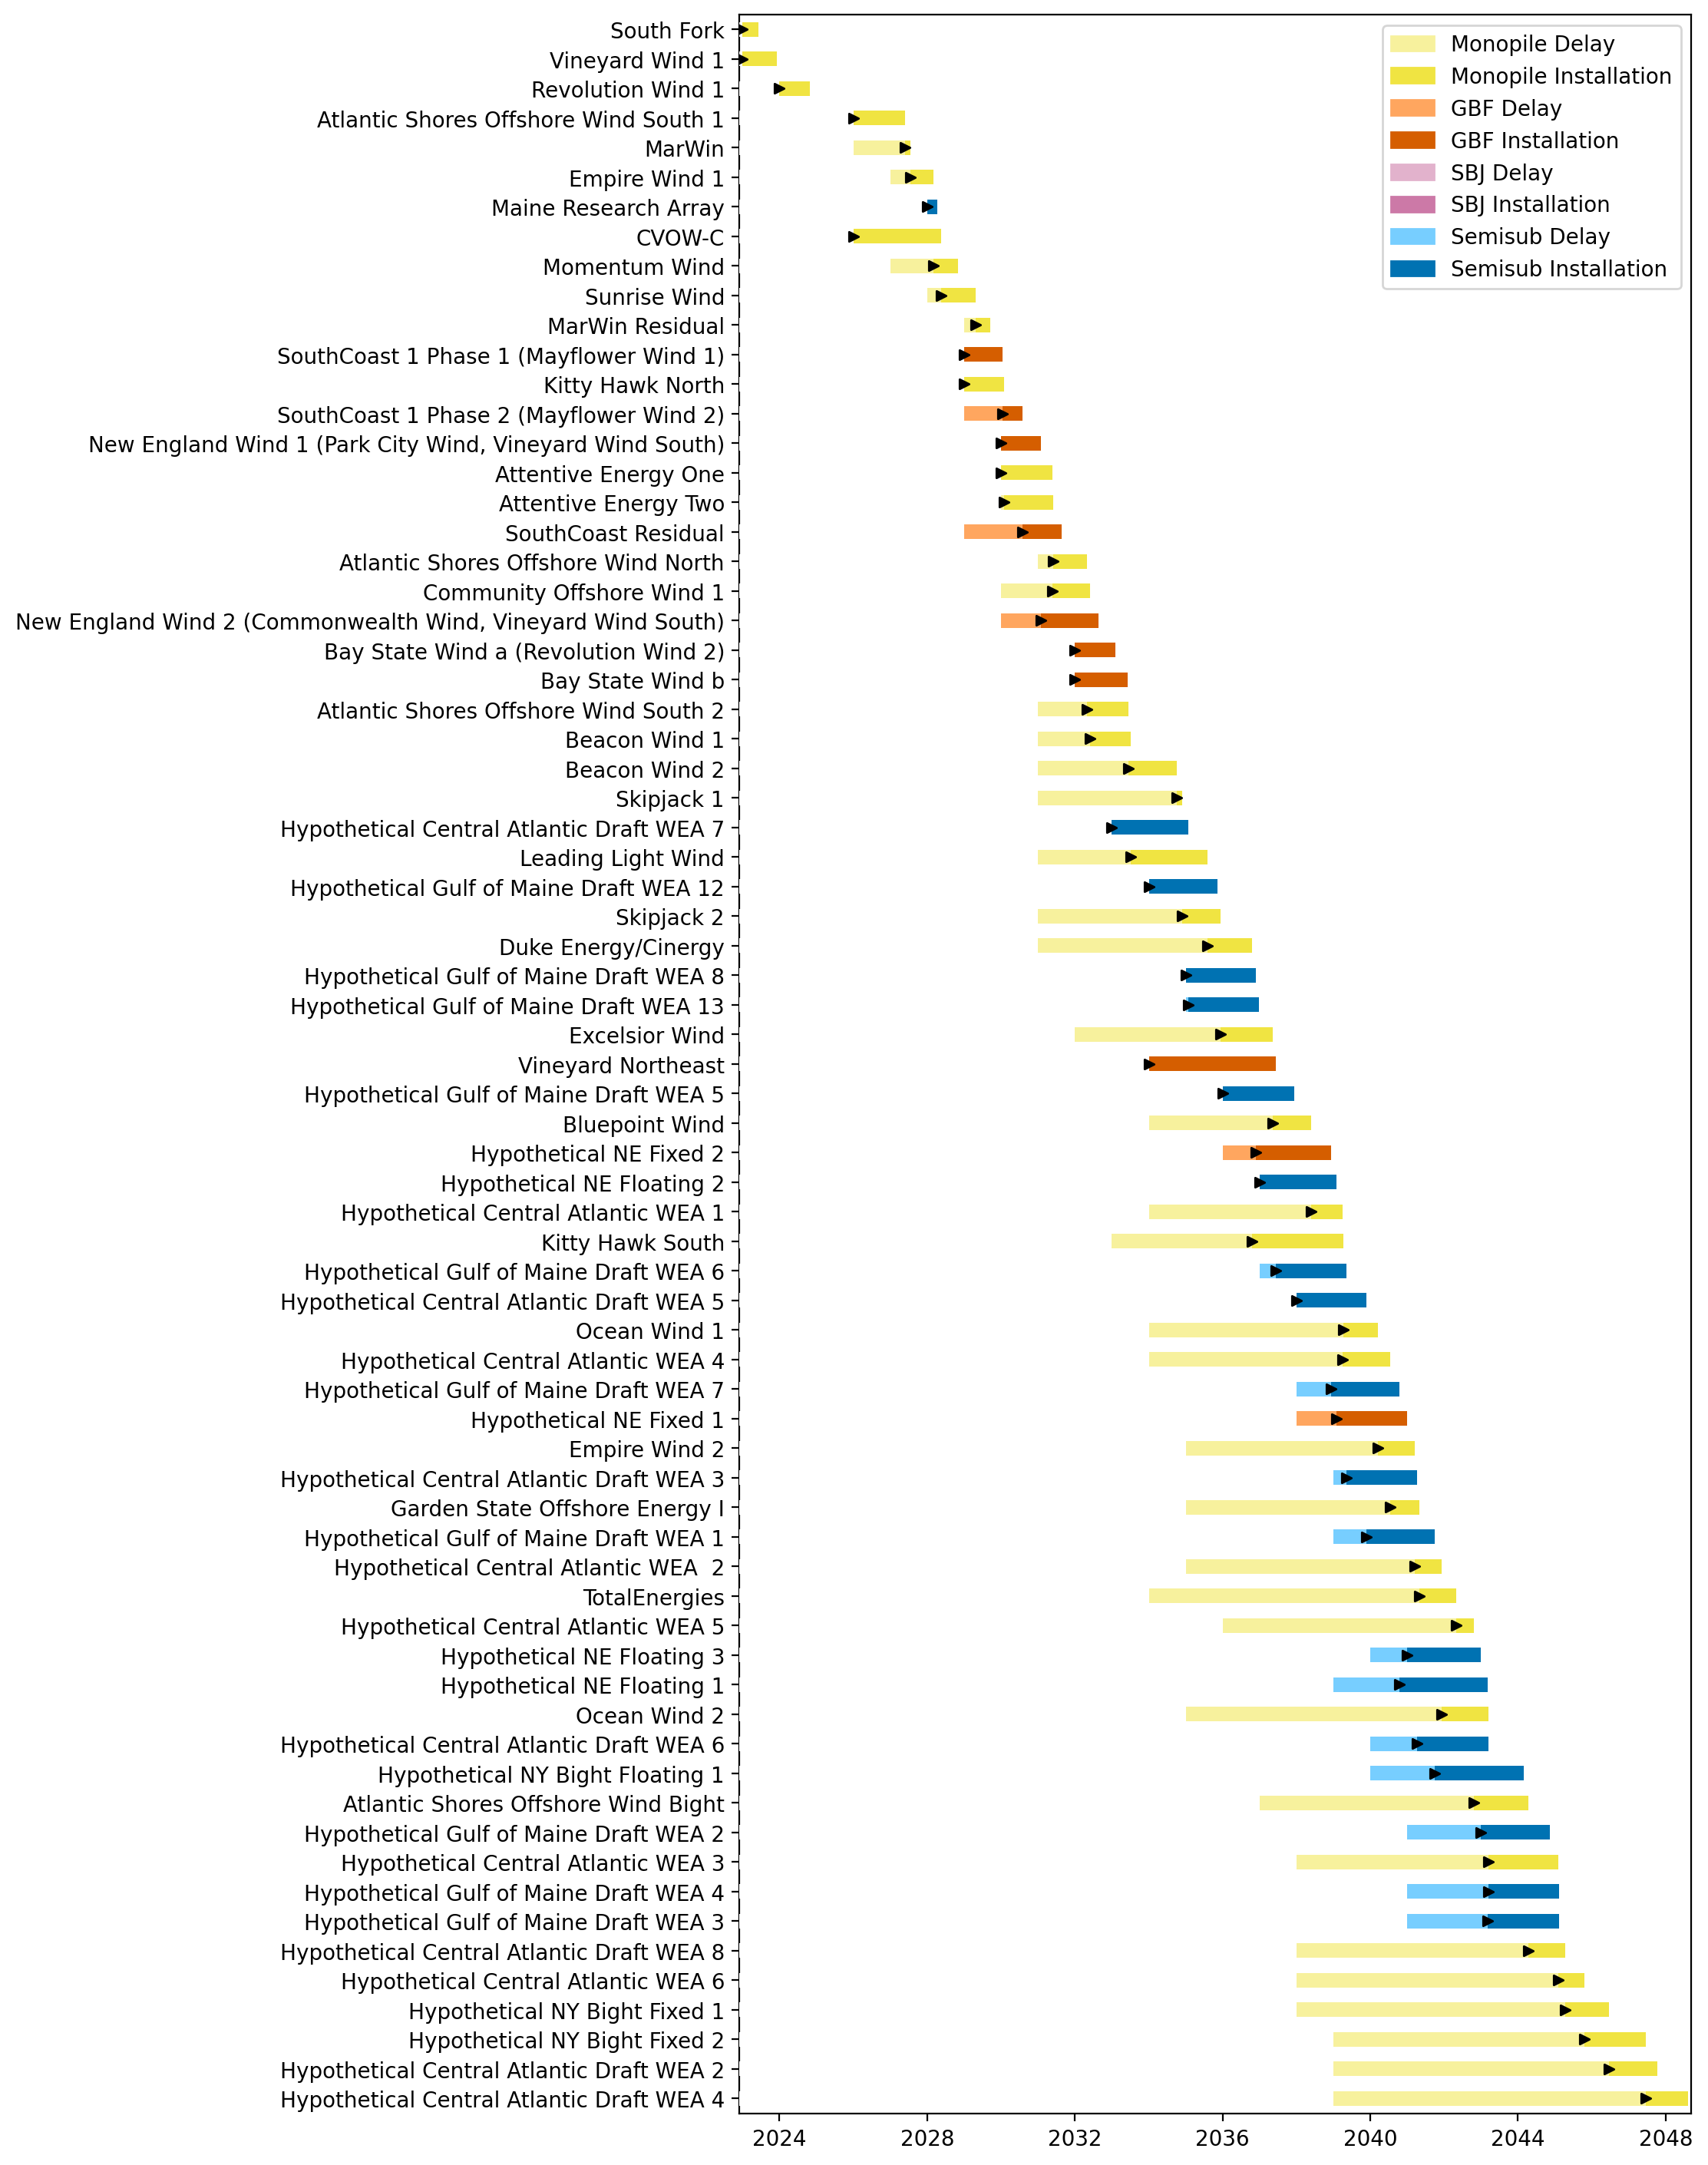 South Fork
Vineyard Wind 1
Revolution Wind 1
Atlantic Shores Offshore Wind South 1
MarWin
Empire Wind 1
Maine Research Array
CVOW-C
Momentum Wind
Sunrise Wind
MarWin Residual
SouthCoast 1 Phase 1 (Mayflower Wind 1)
Kitty Hawk North
SouthCoast 1 Phase 2 (Mayflower Wind 2)
New England Wind 1 (Park City Wind, Vineyard Wind South)
Attentive Energy One
Attentive Energy Two
SouthCoast Residual
Atlantic Shores Offshore Wind North
Community Offshore Wind 1
New England Wind 2 (Commonwealth Wind, Vineyard Wind South)
Bay State Wind a (Revolution Wind 2)
Bay State Wind b
Atlantic Shores Offshore Wind South 2
Beacon Wind 1
Beacon Wind 2
Skipjack 1
Hypothetical Central Atlantic Draft WEA 7
Leading Light Wind
Hypothetical Gulf of Maine Draft WEA 12
Skipjack 2
Duke Energy/Cinergy
Hypothetical Gulf of Maine Draft WEA 8
Hypothetical Gulf of Maine Draft WEA 13
Excelsior Wind
Vineyard Northeast
Hypothetical Gulf of Maine Draft WEA 5
Bluepoint Wind
Hypothetical NE Fixed 2
Hypothetical NE Floating 2
Hypothetical Central Atlantic WEA 1
Kitty Hawk South
Hypothetical Gulf of Maine Draft WEA 6
Hypothetical Central Atlantic Draft WEA 5
Ocean Wind 1
Hypothetical Central Atlantic WEA 4
Hypothetical Gulf of Maine Draft WEA 7
Hypothetical NE Fixed 1
Empire Wind 2
Hypothetical Central Atlantic Draft WEA 3
Garden State Offshore Energy I
Hypothetical Gulf of Maine Draft WEA 1
Hypothetical Central Atlantic WEA  2
TotalEnergies
Hypothetical Central Atlantic WEA 5
Hypothetical NE Floating 3
Hypothetical NE Floating 1
Ocean Wind 2
Hypothetical Central Atlantic Draft WEA 6
Hypothetical NY Bight Floating 1
Atlantic Shores Offshore Wind Bight
Hypothetical Gulf of Maine Draft WEA 2
Hypothetical Central Atlantic WEA 3
Hypothetical Gulf of Maine Draft WEA 4
Hypothetical Gulf of Maine Draft WEA 3
Hypothetical Central Atlantic Draft WEA 8
Hypothetical Central Atlantic WEA 6
Hypothetical NY Bight Fixed 1
Hypothetical NY Bight Fixed 2
Hypothetical Central Atlantic Draft WEA 2
Hypothetical Central Atlantic Draft WEA 4
Monopile Delay
Monopile Installation
GBF Delay
GBF Installation
SBJ Delay
SBJ Installation
Semisub Delay
Semisub Installation
2024 2028 2032 2036 2040 2044 2048